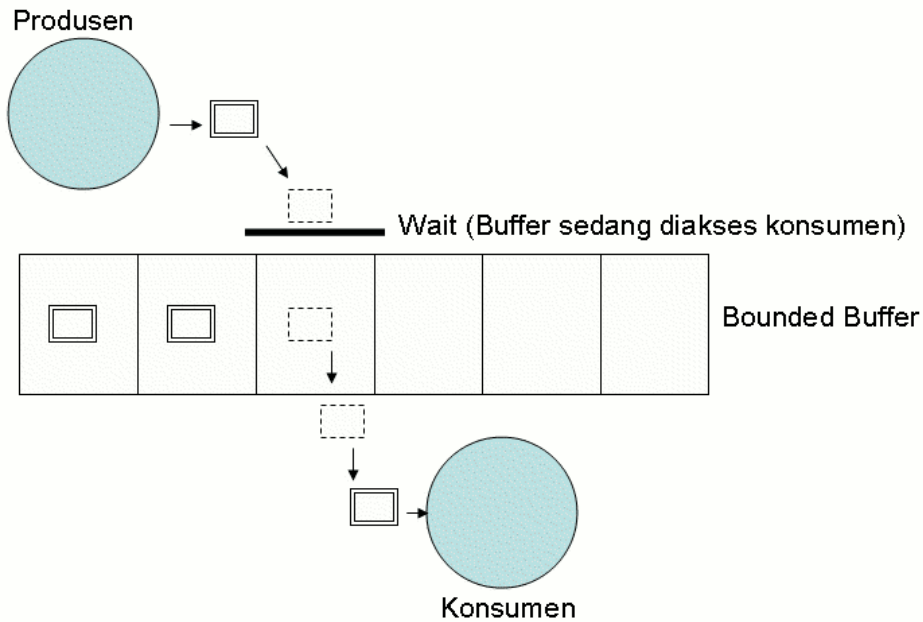 Produsen
Wait (Buffer sedang diakses konsumen)
Bounded Buffer
Konsumen